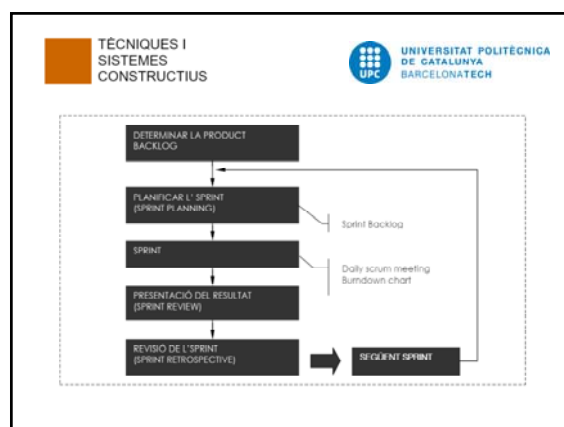 TÈCNIQUES I
SISTEMES
CONSTRUCTIUS
UPC
UNIVERSITAT POLITÈCNICA
DE CATALUNYA
BARCELONATECH
DETERMINAR LA PRODUCT
BACKLOG
PLANIFICAR L' SPRINT
(SPRINT PLANNING)
Sprint Backlog
SPRINT
Daily scrum meeting
Burndown chart
PRESENTACIÓ DEL RESULTAT
(SPRINT REVIEW)
REVISIO DE L'SPRINT
(SPRINT RETROSPECTIVE)
SEGÜENT SPRINT